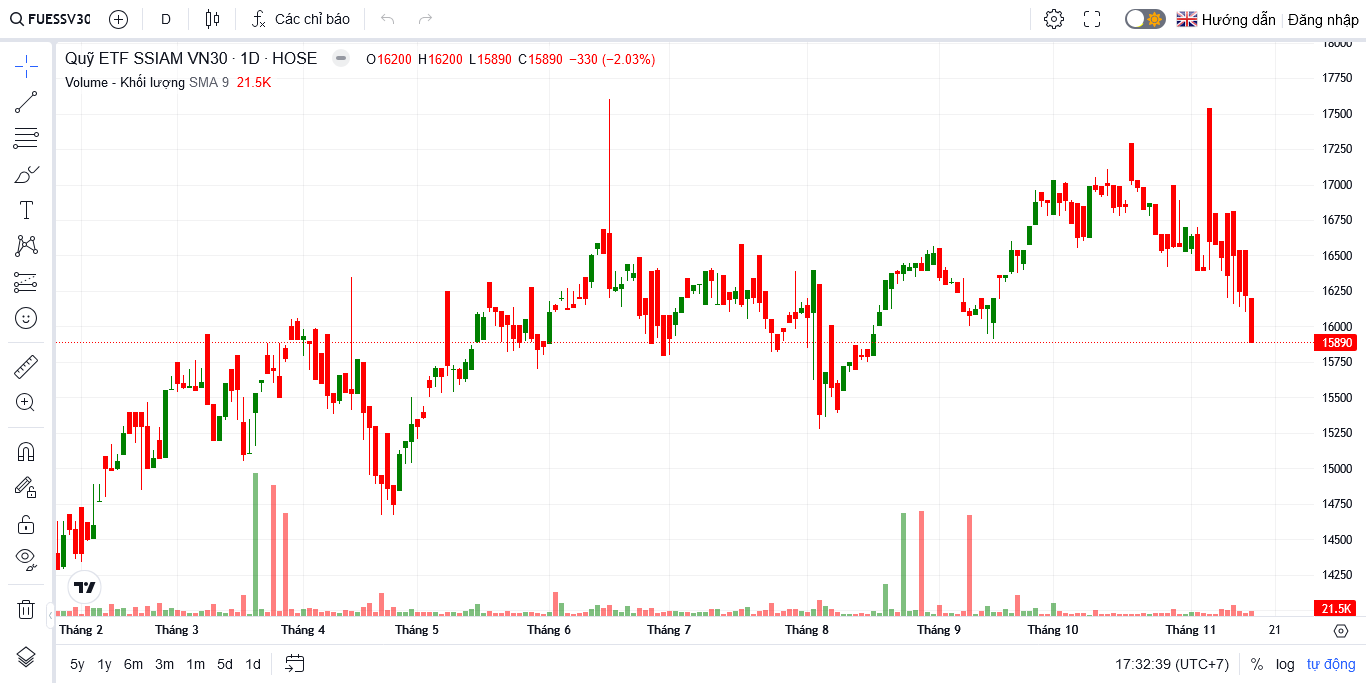 FUESSV30 D Các chỉ báo Hướng dẫn Đăng nhập
Quỹ ETF SSIAM VN30 · 1D · HOSE O16200 H16200 L15890 C15890 −330 (−2.03%)
Volume - Khối lượng SMA 9 21.5K
18000
17750
17500
17250
17000
16750
16500
16250
16000
15890
15750
15500
15250
15000
14750
14500
14250
21.5K
Tháng 2 Tháng 3 Tháng 4 Tháng 5 Tháng 6 Tháng 7 Tháng 8 Tháng 9 Tháng 10 Tháng 11 21
5y 1y 6m 3m 1m 5d 1d 17:32:39 (UTC+7) % log tự động